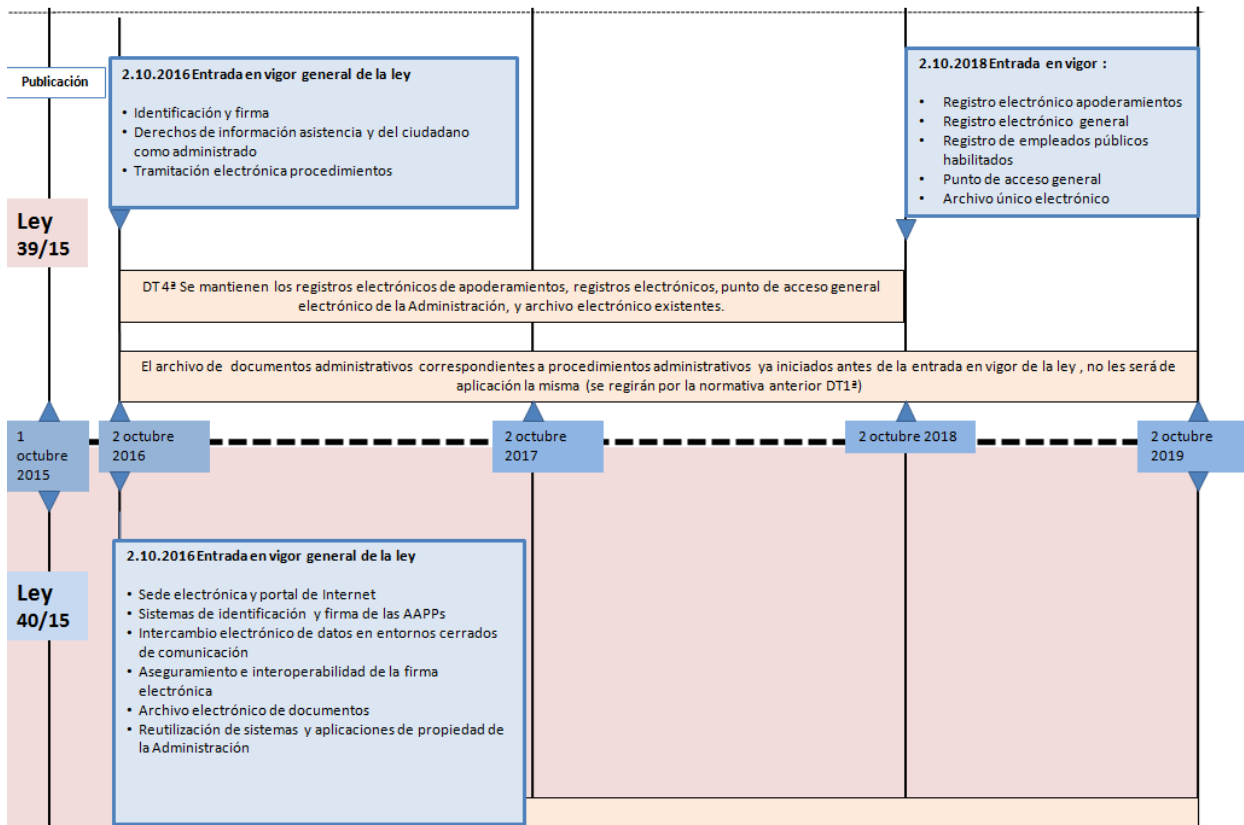 Publicación
2.10.2016 Entrada en vigor general de la ley
• Identificación y firma
• Derechos de información asistencia y del ciudadano
como administrado
• Tramitación electrónica procedimientos
2.10.2018 Entrada en vigor :
• Registro electrónico apoderamientos
• Registro electrónico general
• Registro de empleados públicos
habilitados
• Punto de acceso general
• Archivo único electrónico
Ley
39/15
DT 4ª Se mantienen los registros electrónicos de apoderamientos, registros electrónicos, punto de acceso general
electrónico de la Administración, y archivo electrónico existentes.
El archivo de documentos administrativos correspondientes a procedimientos administrativos ya iniciados antes de la entrada en vigor de la ley , no les será de
aplicación la misma (se regirán por la normativa anterior DT1ª)
1
octubre
2015
2 octubre
2016
2 octubre
2017
2 octubre 2018
2 octubre
2019
Ley
40/15
2.10.2016 Entrada en vigor general de la ley
• Sede electrónica y portal de Internet
• Sistemas de identificación y firma de las AAPPs
• Intercambio electrónico de datos en entornos cerrados
de comunicación
• Aseguramiento e interoperabilidad de la firma
electrónica
• Archivo electrónico de documentos
• Reutilización de sistemas y aplicaciones de propiedad de
la Administración